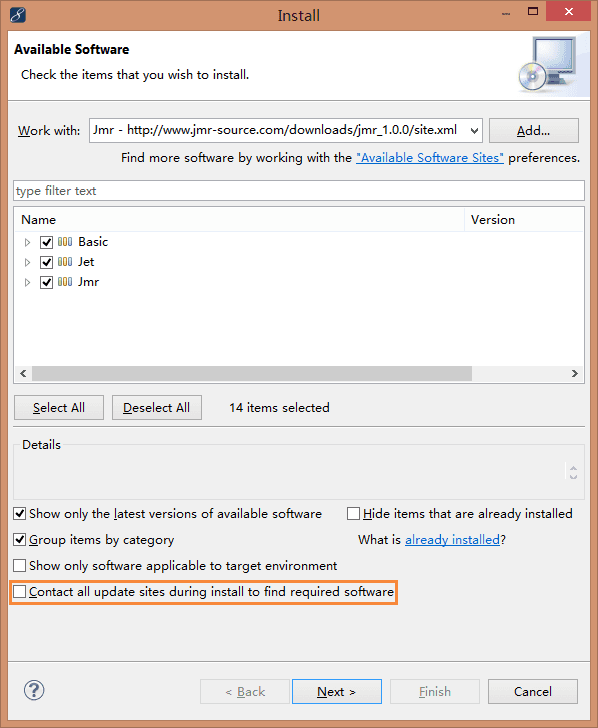 Install
Available Software
Check the items that you wish to install.
Work with: Jmr - http://www.jmr-source.com/downloads/jmr_1.0.0/site.xml Add...
Find more software by working with the "Available Software Sites" preferences.
type filter text
Name Version
Basic
Jet
Jmr
Select All Deselect All 14 items selected
Details
Show only the latest versions of available software Hide items that are already installed
Group items by category What is already installed?
Show only software applicable to target environment
Contact all update sites during install to find required software
? < Back Next > Finish Cancel